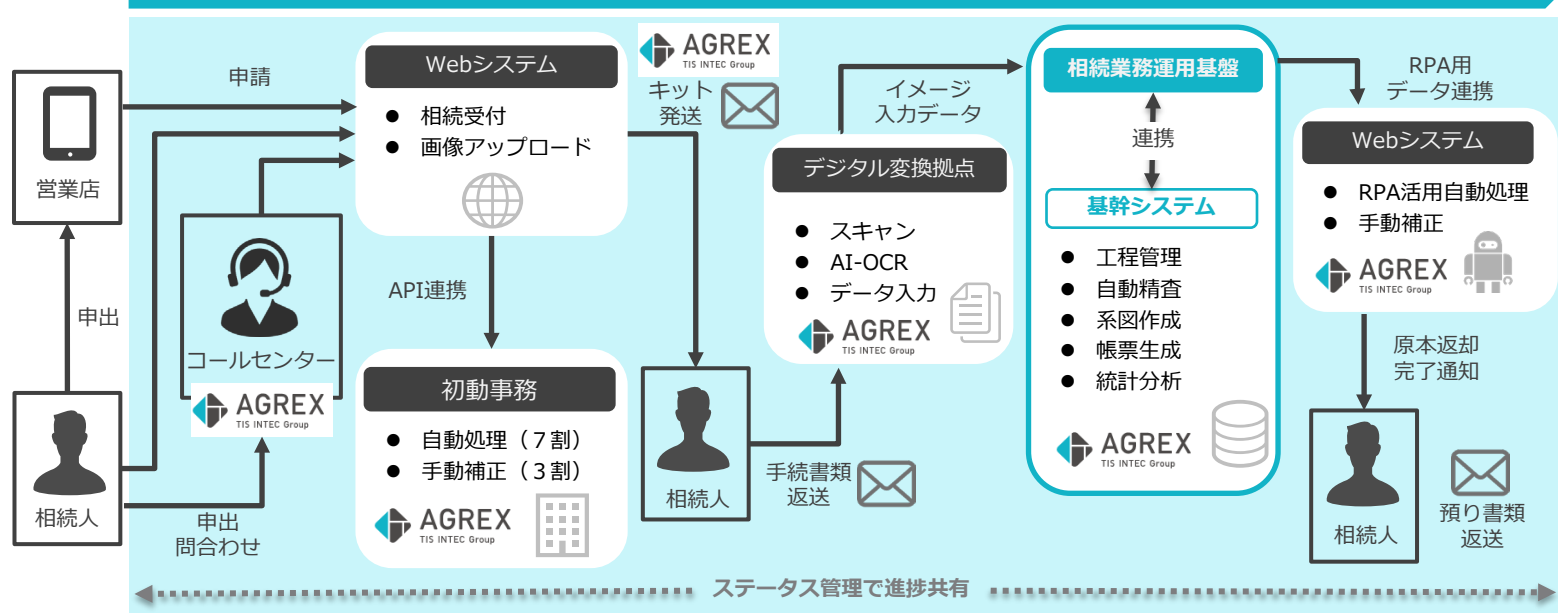 営業店
申出
相続人
申請
コールセンター
AGREX
TIS INTEC Group
申出
問合わせ
Webシステム
● 相続受付
● 画像アップロード
API連携
初動事務
● 自動処理（７割）
● 手動補正（３割）
AGREX
TIS INTEC Group
AGREX
TIS INTEC Group
キット
発送
相続人
手続書類
返送
デジタル変換拠点
● スキャン
● AI-OCR
● データ入力
AGREX
TIS INTEC Group
イメージ
入力データ
相続業務運用基盤
連携
基幹システム
● 工程管理
● 自動精査
● 系図作成
● 帳票生成
● 統計分析
AGREX
TIS INTEC Group
RPA用
データ連携
Webシステム
● RPA活用自動処理
● 手動補正
AGREX
TIS INTEC Group
原本返却
完了通知
相続人
預り書類
返送
ステータス管理で進捗共有